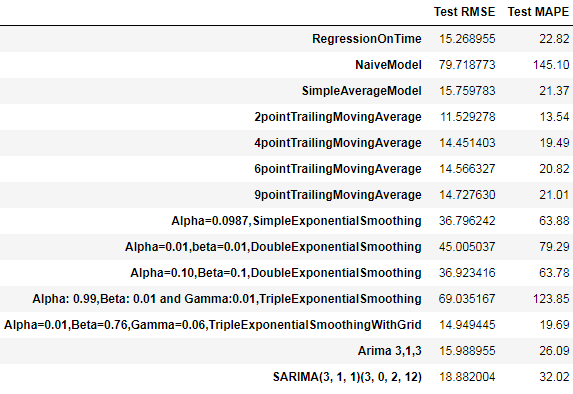 Test RMSE Test MAPE
RegressionOnTime 15.268955 22.82
NaiveModel 79.718773 145.10
SimpleAverageModel 15.759783 21.37
2pointTrailingMovingAverage 11.529278 13.54
4pointTrailingMovingAverage 14.451403 19.49
6pointTrailingMovingAverage 14.566327 20.82
9pointTrailingMovingAverage 14.727630 21.01
Alpha=0.0987,SimpleExponentialSmoothing 36.796242 63.88
Alpha=0.01,beta=0.01,DoubleExponentialSmoothing 45.005037 79.29
Alpha=0.10,Beta=0.1,DoubleExponentialSmoothing 36.923416 63.78
Alpha: 0.99,Beta: 0.01 and Gamma:0.01,TripleExponentialSmoothing 69.035167 123.85
Alpha=0.01,Beta=0.76,Gamma=0.06,TripleExponentialSmoothingWithGrid 14.949445 19.69
Arima 3,1,3 15.988955 26.09
SARIMA(3, 1, 1)(3, 0, 2, 12) 18.882004 32.02